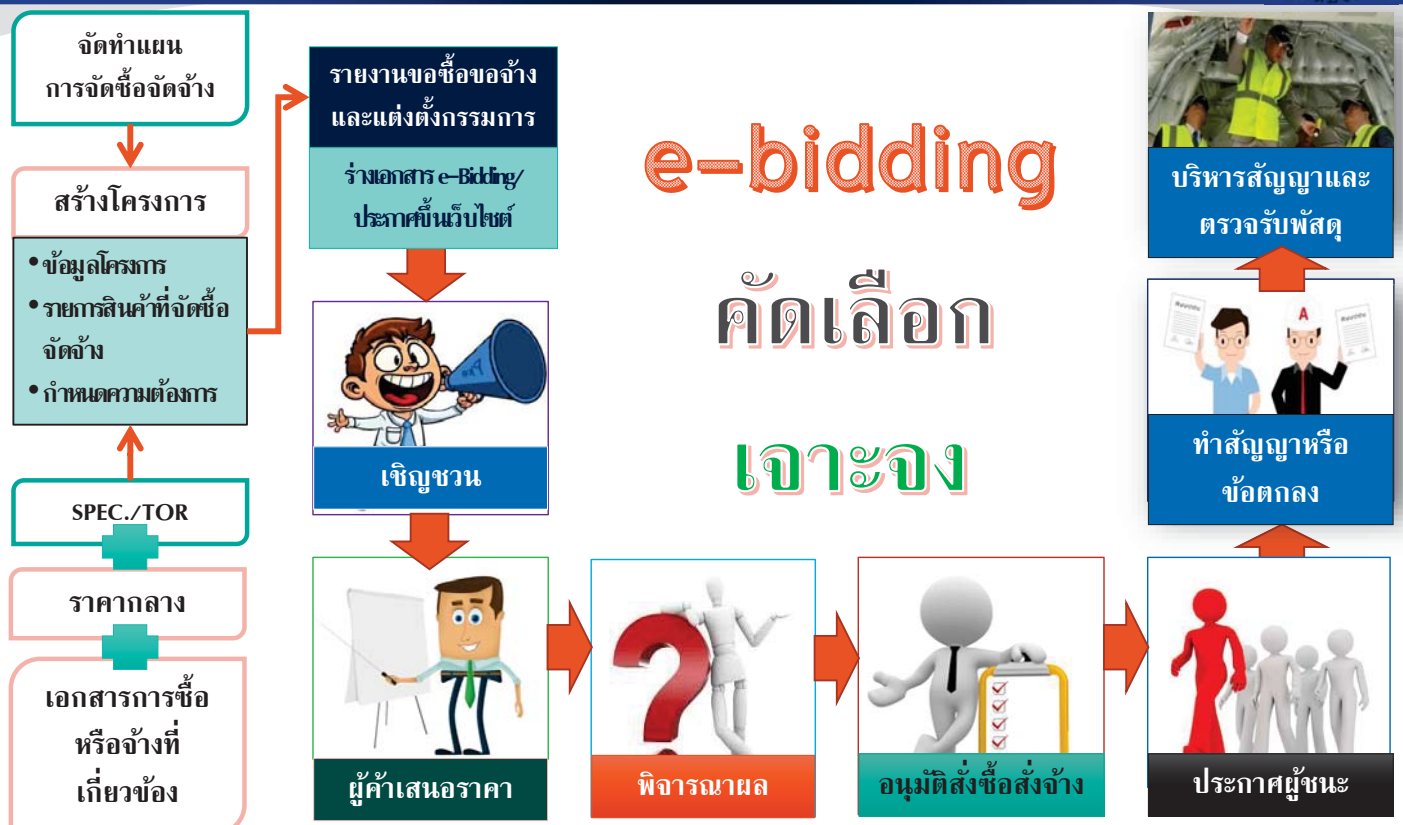 จัดทำแผน
การจัดซื้อจัดจ้าง
สร้างโครงการ
•ข้อมูลโครงการ
•รายการสินค้าที่จัดซื้อ
จัดจ้าง
•กำหนดความต้องการ
SPEC./TOR
ราคากลาง
เอกสารการซื้อ
หรือจ้างที่
เกี่ยวข้อง
รายงานขอซื้อขอจ้าง
และแต่งตั้งกรรมการ
ร่างเอกสาร e-Bidding/
ประกาศขึ้นเว็บไซต์
เชิญชวน
ผู้ค้าเสนอราคา
พิจารณาผล
อนุมัติสั่งซื้อสั่งจ้าง
ประกาศผู้ชนะ
ทำสัญญาหรือ
ข้อตกลง
A
บริหารสัญญาและ
ตรวจรับพัสดุ
e-bidding
คัดเลือก
เจาะจง